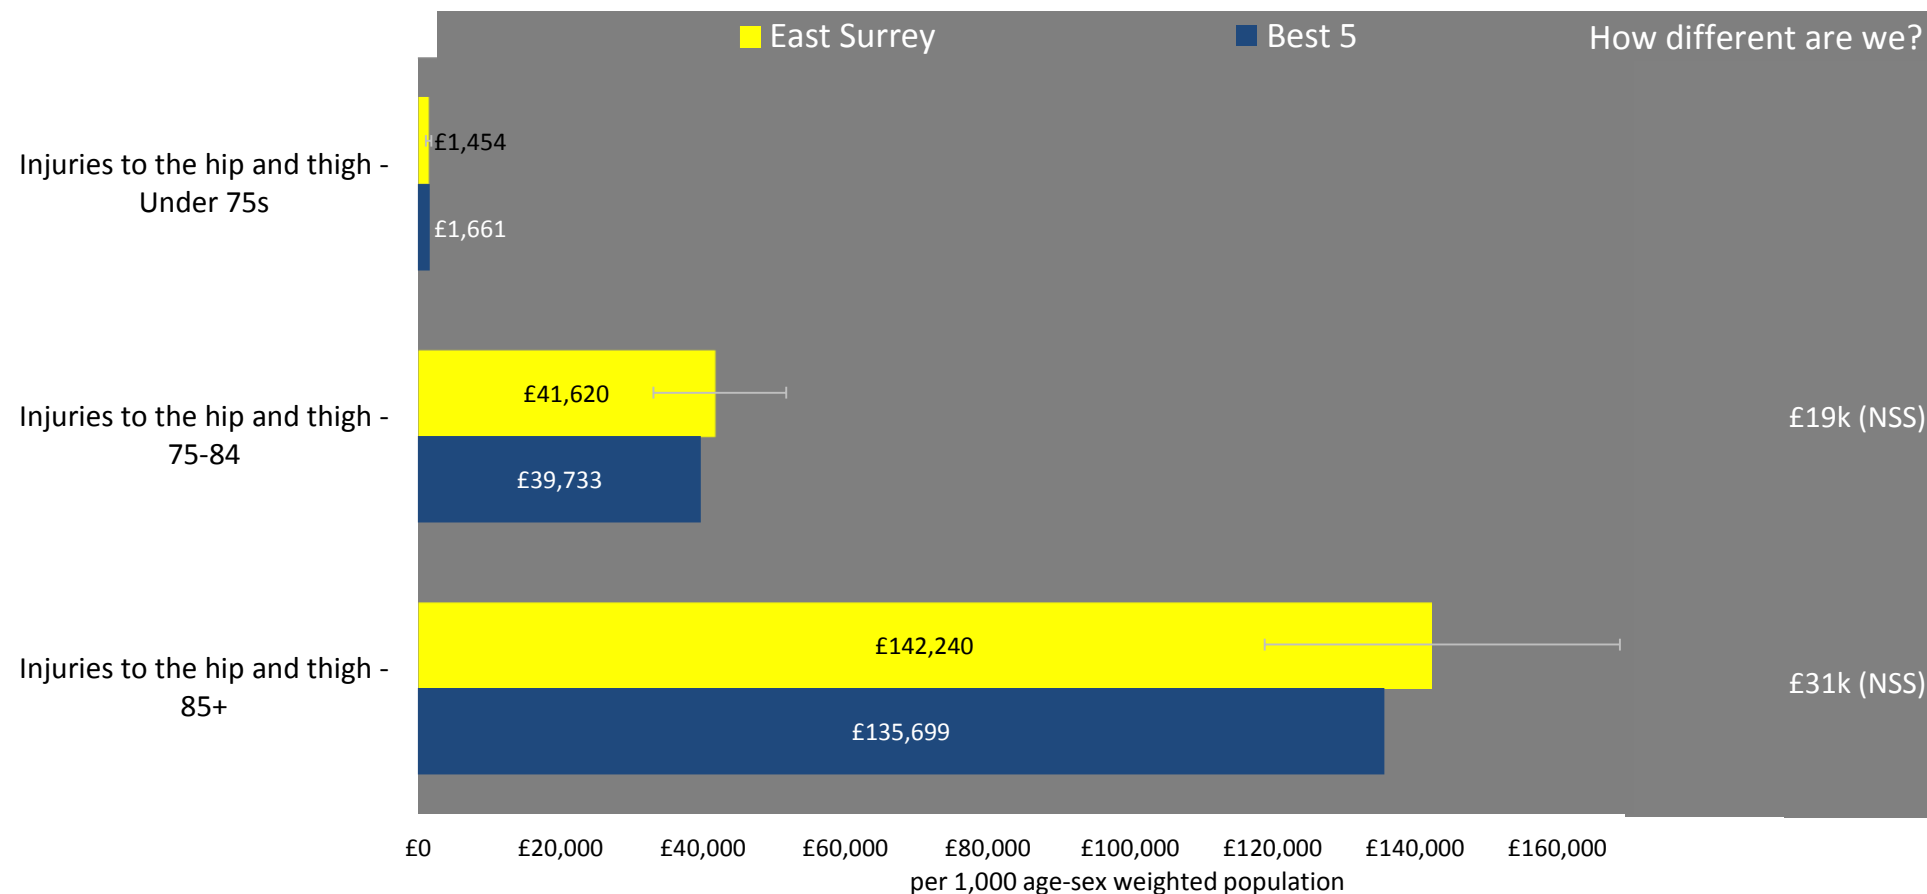 East Surrey
Best 5
How different are we?
Injuries to the hip and thigh -
Under 75s
£1,454
£1,661
Injuries to the hip and thigh -
75-84
£41,620
£39,733
£19k (NSS)
Injuries to the hip and thigh -
85+
£142,240
£135,699
£31k (NSS)
£0 £20,000 £40,000 £60,000 £80,000 £100,000 £120,000 £140,000 £160,000
per 1,000 age-sex weighted population